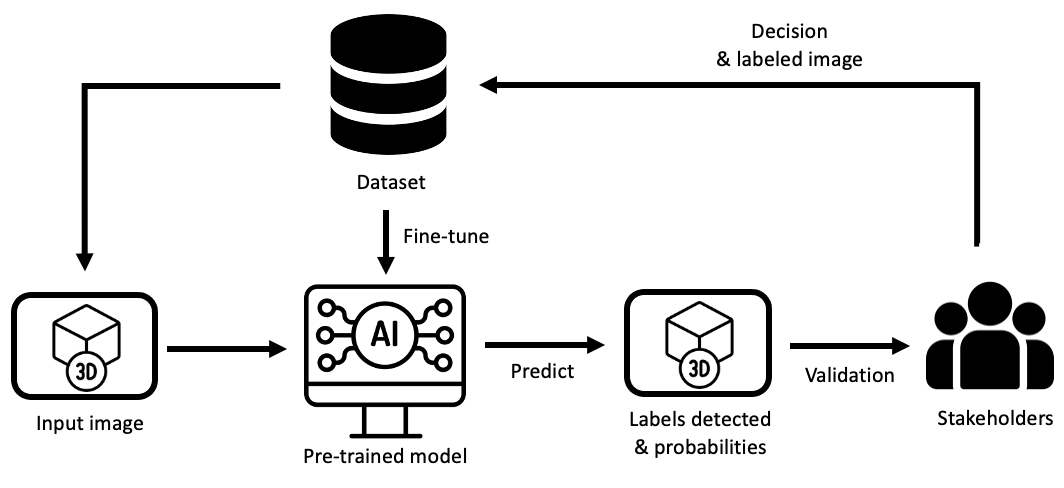 Decision
& labeled image
Dataset
Fine-tune
3D
Input image
AI
Pre-trained model
Predict
3D
Labels detected
& probabilities
Validation
Stakeholders